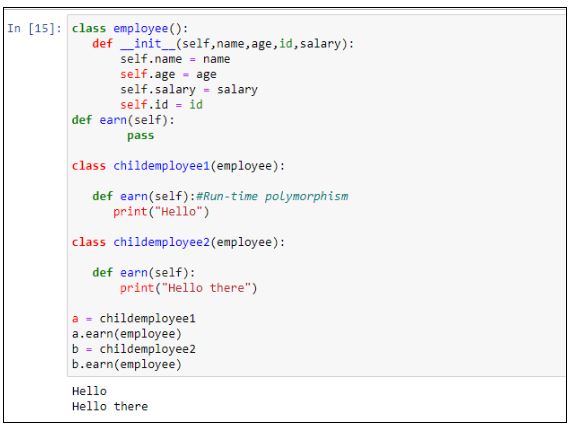 In [15]: class employee():
def __init__(self,name,age,id,salary):
self.name = name
self.age = age
self.salary = salary
self.id = id
def earn(self):
pass
class childemployee1(employee):
def earn(self):#Run-time polymorphism
print("Hello")
class childemployee2(employee):
def earn(self):
print("Hello there")
a = childemployee1
a.earn(employee)
b = childemployee2
b.earn(employee)
Hello
Hello there